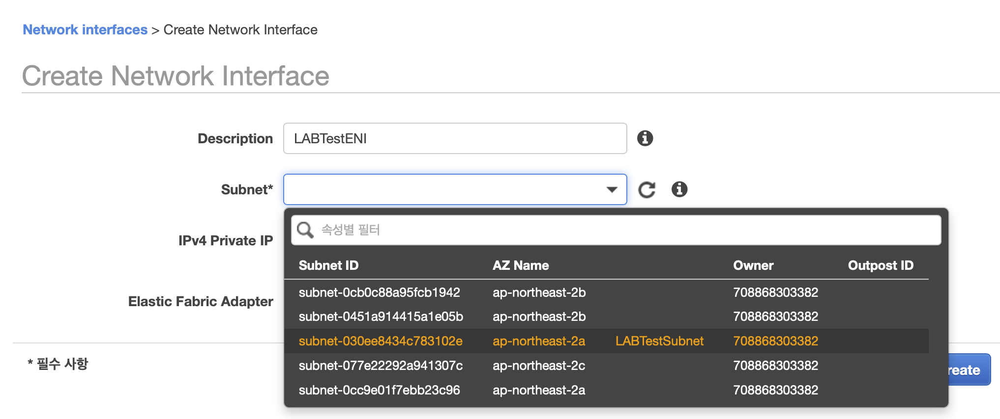 Network interfaces > Create Network Interface
Create Network Interface
Description LABTestENI
Subnet*
속성별 필터
IPv4 Private IP
Subnet ID AZ Name Owner Outpost ID
subnet-0cb0c88a95fcb1942 ap-northeast-2b 708868303382
Elastic Fabric Adapter
subnet-0451a914415a1e05b ap-northeast-2b 708868303382
subnet-030ee8434c783102e ap-northeast-2a LABTestSubnet 708868303382
* 필수 사항
subnet-077e22292a941307c ap-northeast-2c 708868303382
reate
subnet-0cc9e01f7ebb23c96 ap-northeast-2a 708868303382